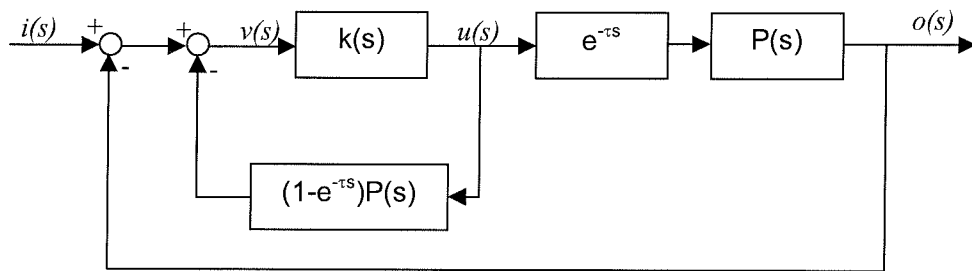 i(s) + + v(s) k(s) u(s) e^-τs P(s) o(s)
- -
(1-e^-τs)P(s)